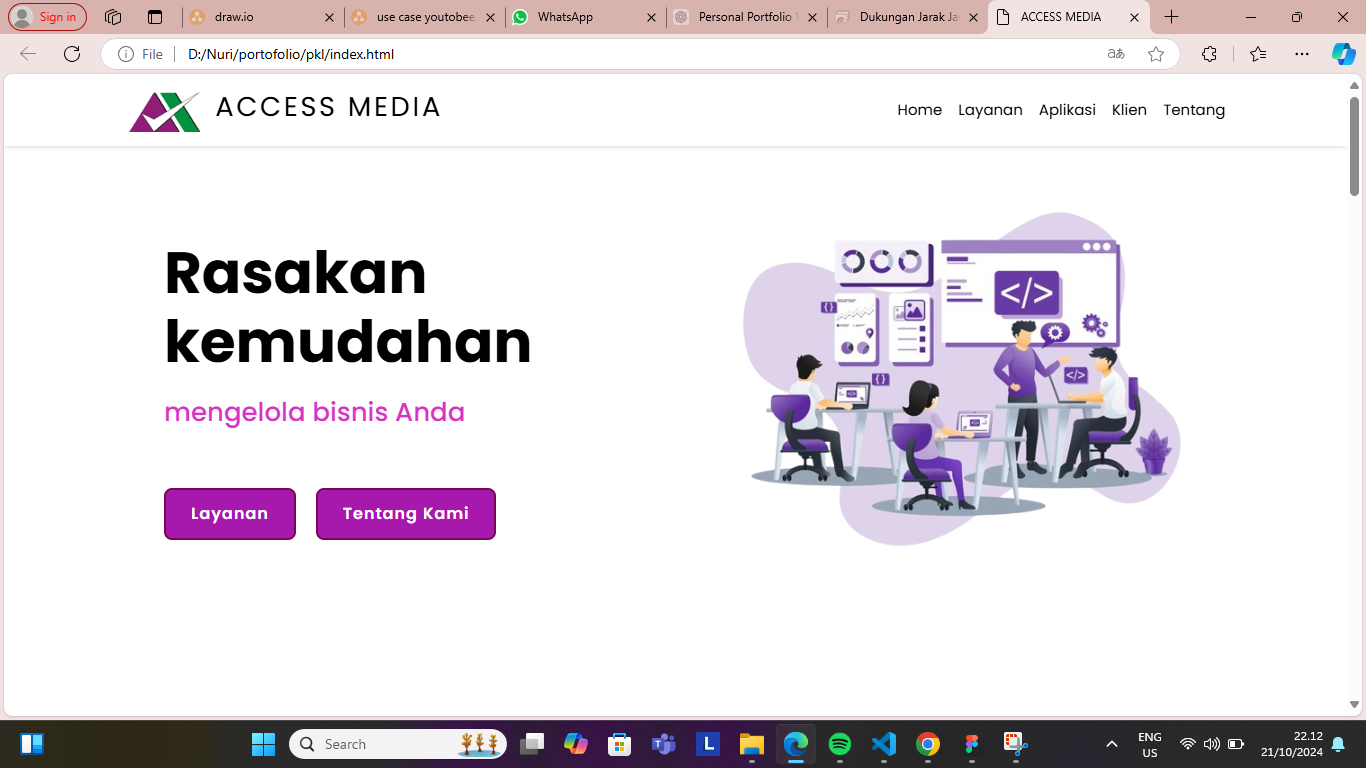 Sign in
draw.io
use case youtobee.
WhatsApp
Personal Portfolio
Dukungan Jarak Ja
ACCESS MEDIA
File
D:/Nuri/portofolio/pkl/index.html
ACCESS MEDIA
Home Layanan Aplikasi Klien Tentang
Rasakan
kemudahan
mengelola bisnis Anda
Layanan
Tentang Kami
</>
</>
{}
{}
Search
ENG
US
22.12
21/10/2024